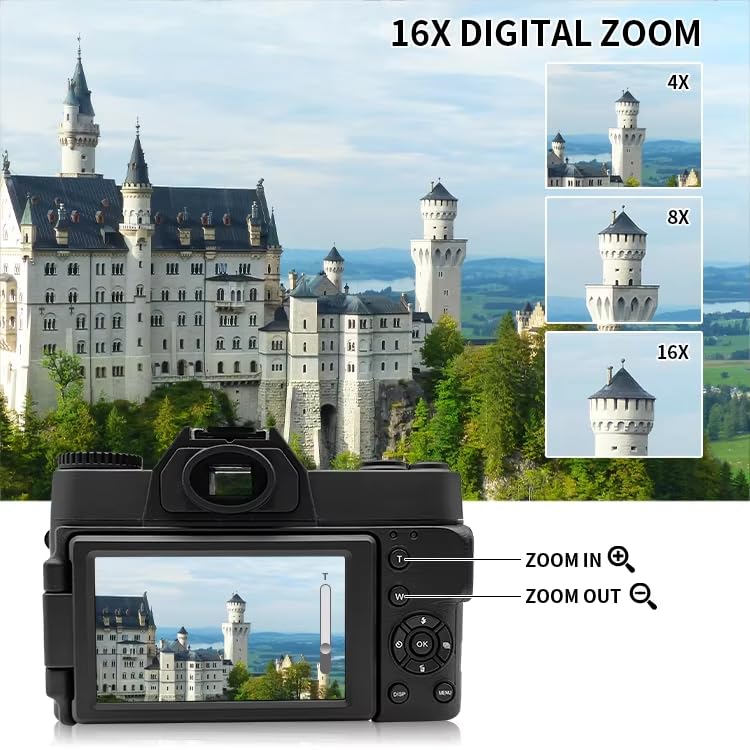 16X DIGITAL ZOOM
4X
8X
16X
T
T
ZOOM IN
W
ZOOM OUT
OK
DISP
MENU